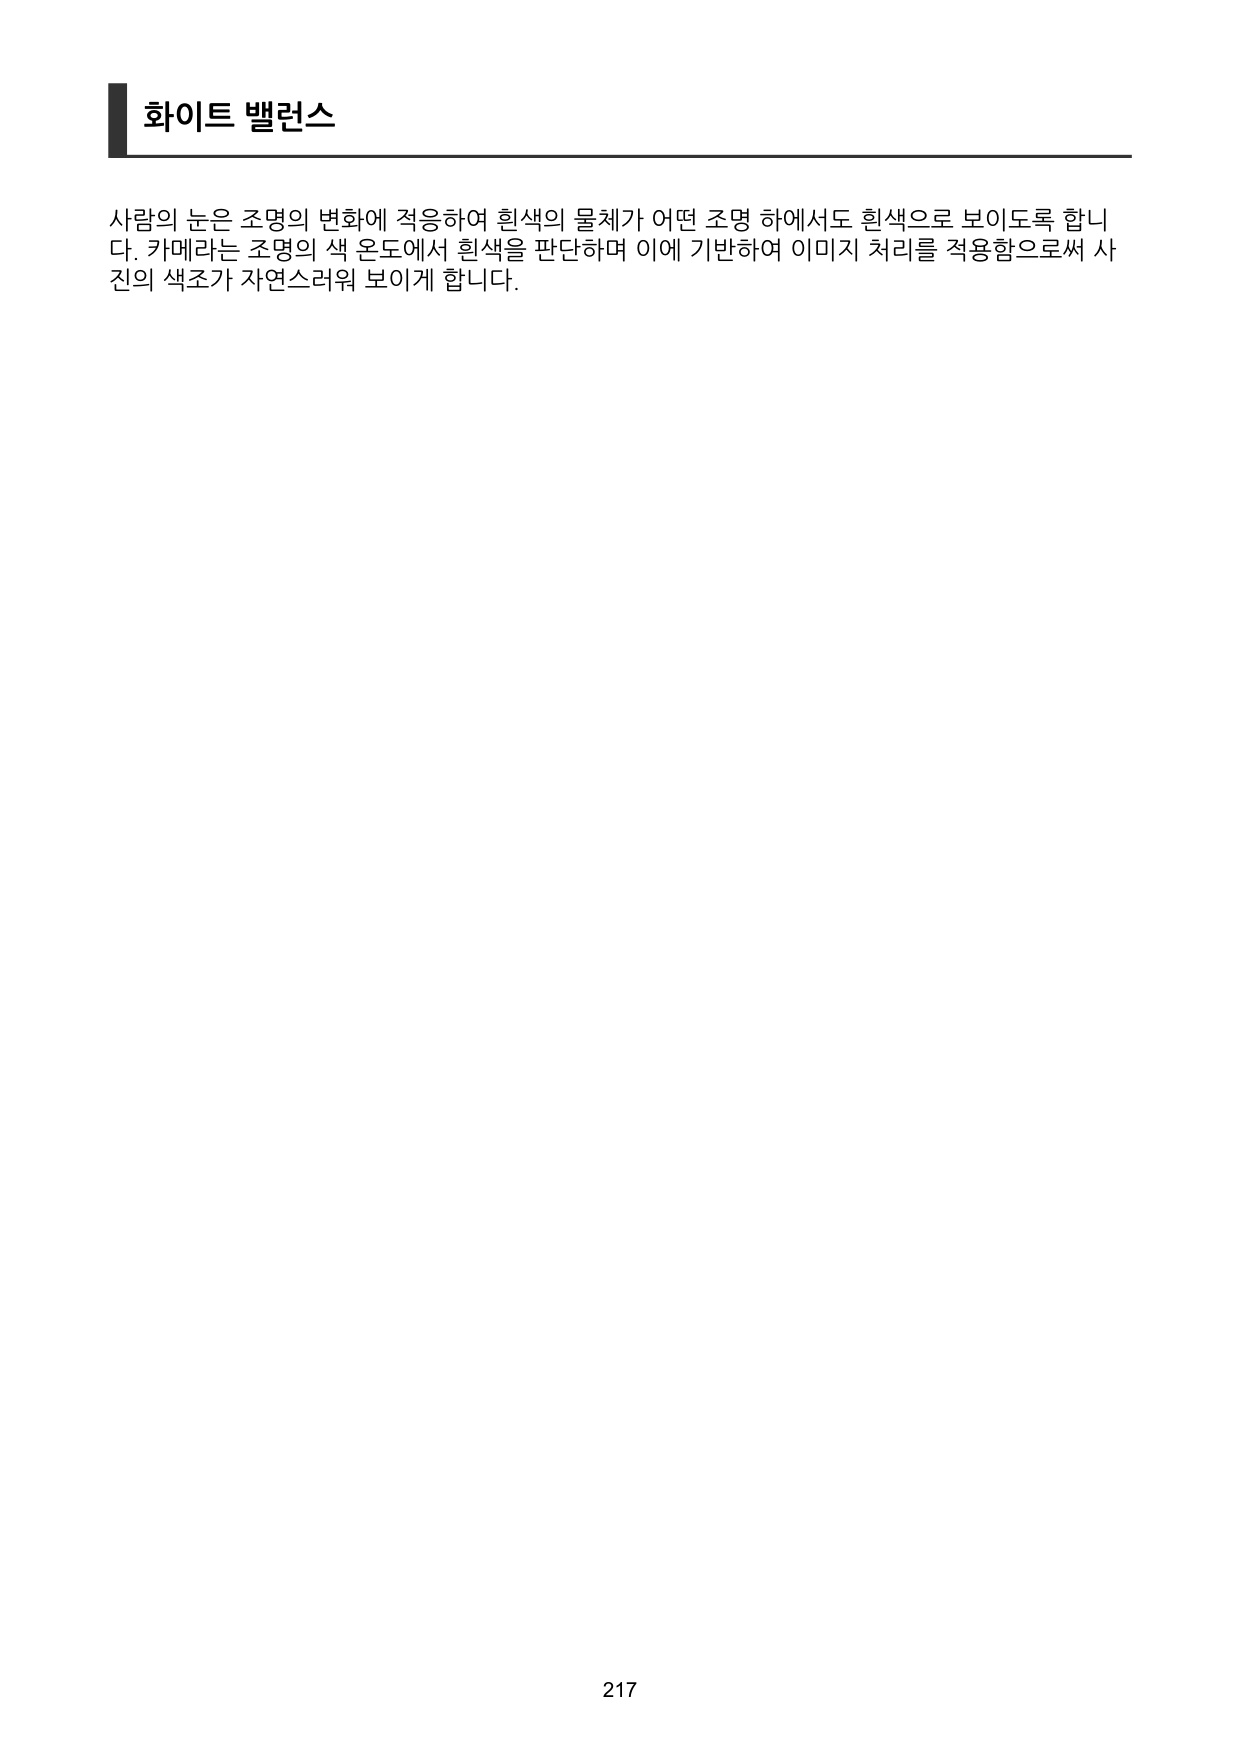 화이트 밸런스
사람의 눈은 조명의 변화에 적응하여 흰색의 물체가 어떤 조명 하에서도 흰색으로 보이도록 합니
다. 카메라는 조명의 색 온도에서 흰색을 판단하며 이에 기반하여 이미지 처리를 적용함으로써 사
진의 색조가 자연스러워 보이게 합니다.
217